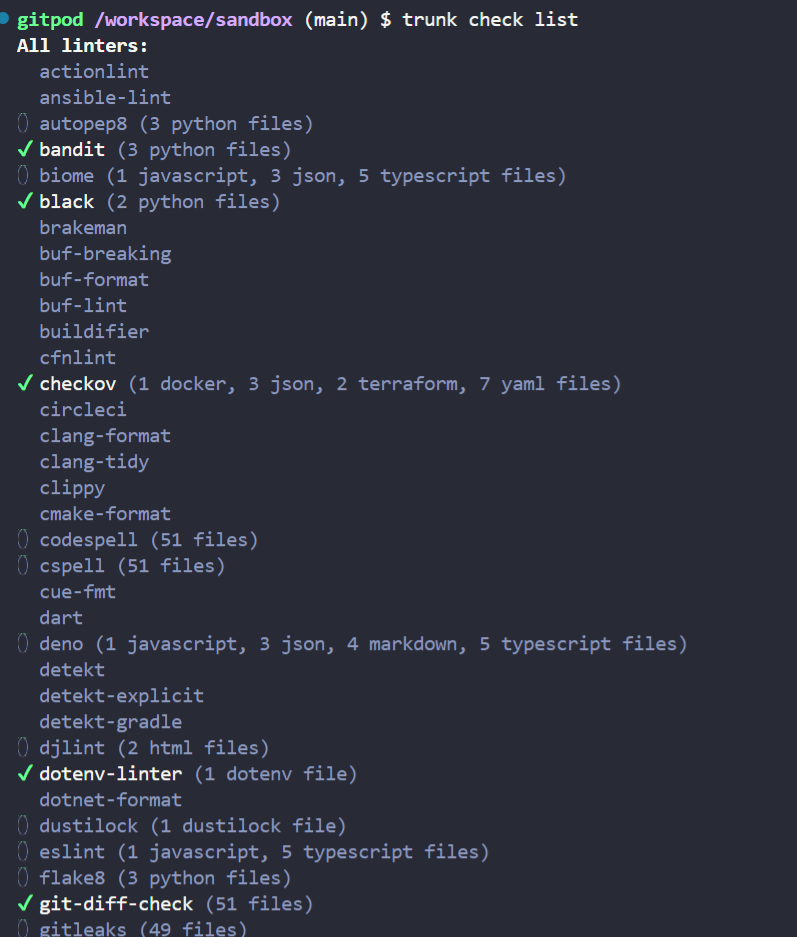 gitpod /workspace/sandbox (main) $ trunk check list
All linters:
actionlint
ansible-lint
() autopep8 (3 python files)
✔ bandit (3 python files)
() biome (1 javascript, 3 json, 5 typescript files)
✔ black (2 python files)
brakeman
buf-breaking
buf-format
buf-lint
buildifier
cfnlint
✔ checkov (1 docker, 3 json, 2 terraform, 7 yaml files)
circleci
clang-format
clang-tidy
clippy
cmake-format
() codespell (51 files)
() cspell (51 files)
cue-fmt
dart
() deno (1 javascript, 3 json, 4 markdown, 5 typescript files)
detekt
detekt-explicit
detekt-gradle
() djlint (2 html files)
✔ dotenv-linter (1 dotenv file)
dotnet-format
() dustilock (1 dustilock file)
() eslint (1 javascript, 5 typescript files)
() flake8 (3 python files)
✔ git-diff-check (51 files)
() gitleaks (49 files)